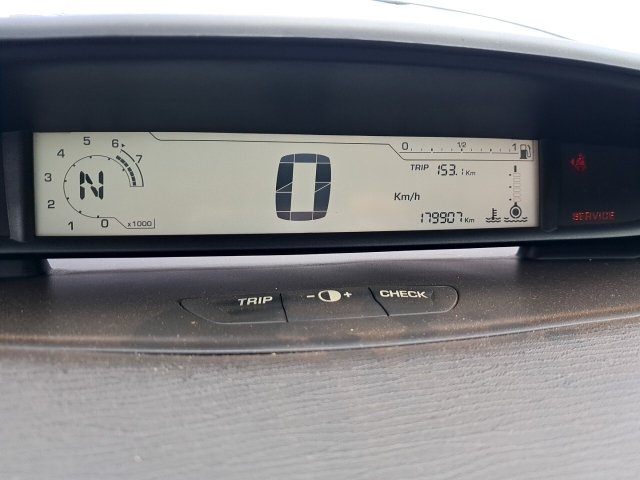 5 6 7
4
3 N
2
1 0 x1000
0
Km/h
0 1/2 1
TRIP 153.1 Km
179907 Km
SERVICE
TRIP - + CHECK